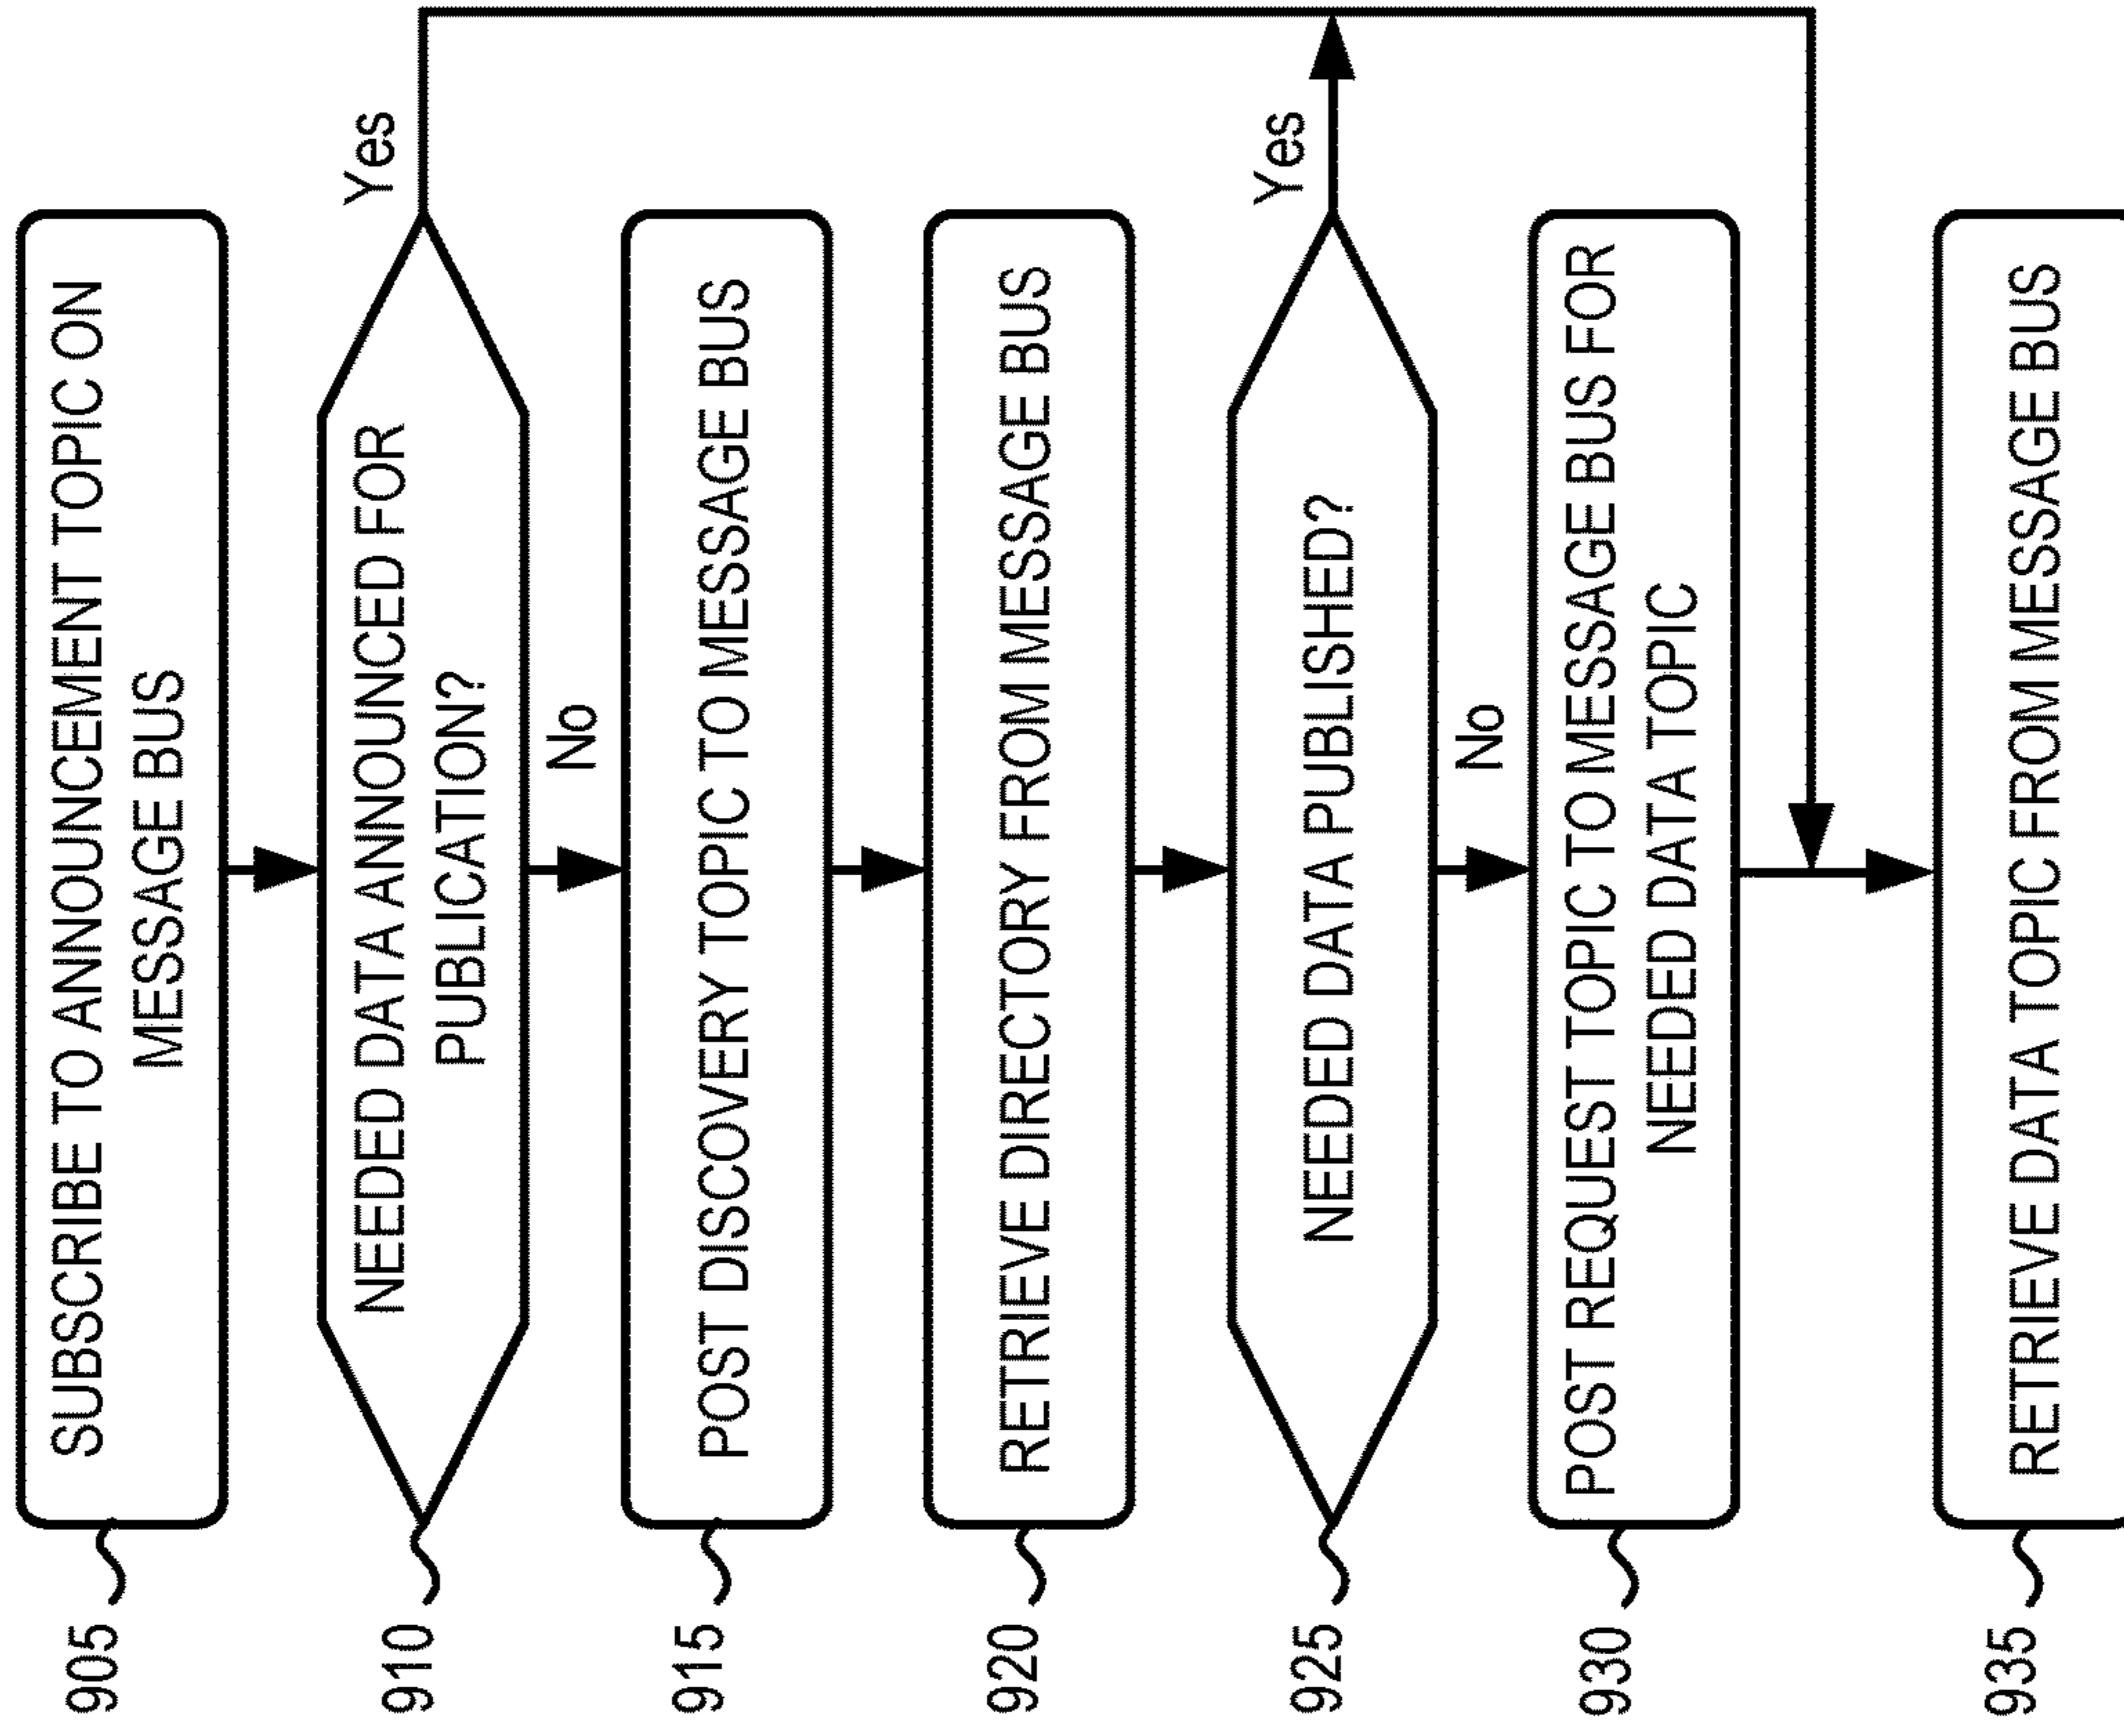 905
SUBSCRIBE TO ANNOUNCEMENT TOPIC ON
MESSAGE BUS
910
NEEDED DATA ANNOUNCED FOR
PUBLICATION?
Yes
No
915
POST DISCOVERY TOPIC TO MESSAGE BUS
920
RETRIEVE DIRECTORY FROM MESSAGE BUS
925
NEEDED DATA PUBLISHED?
Yes
No
930
POST REQUEST TOPIC TO MESSAGE BUS FOR
NEEDED DATA TOPIC
935
RETRIEVE DATA TOPIC FROM MESSAGE BUS